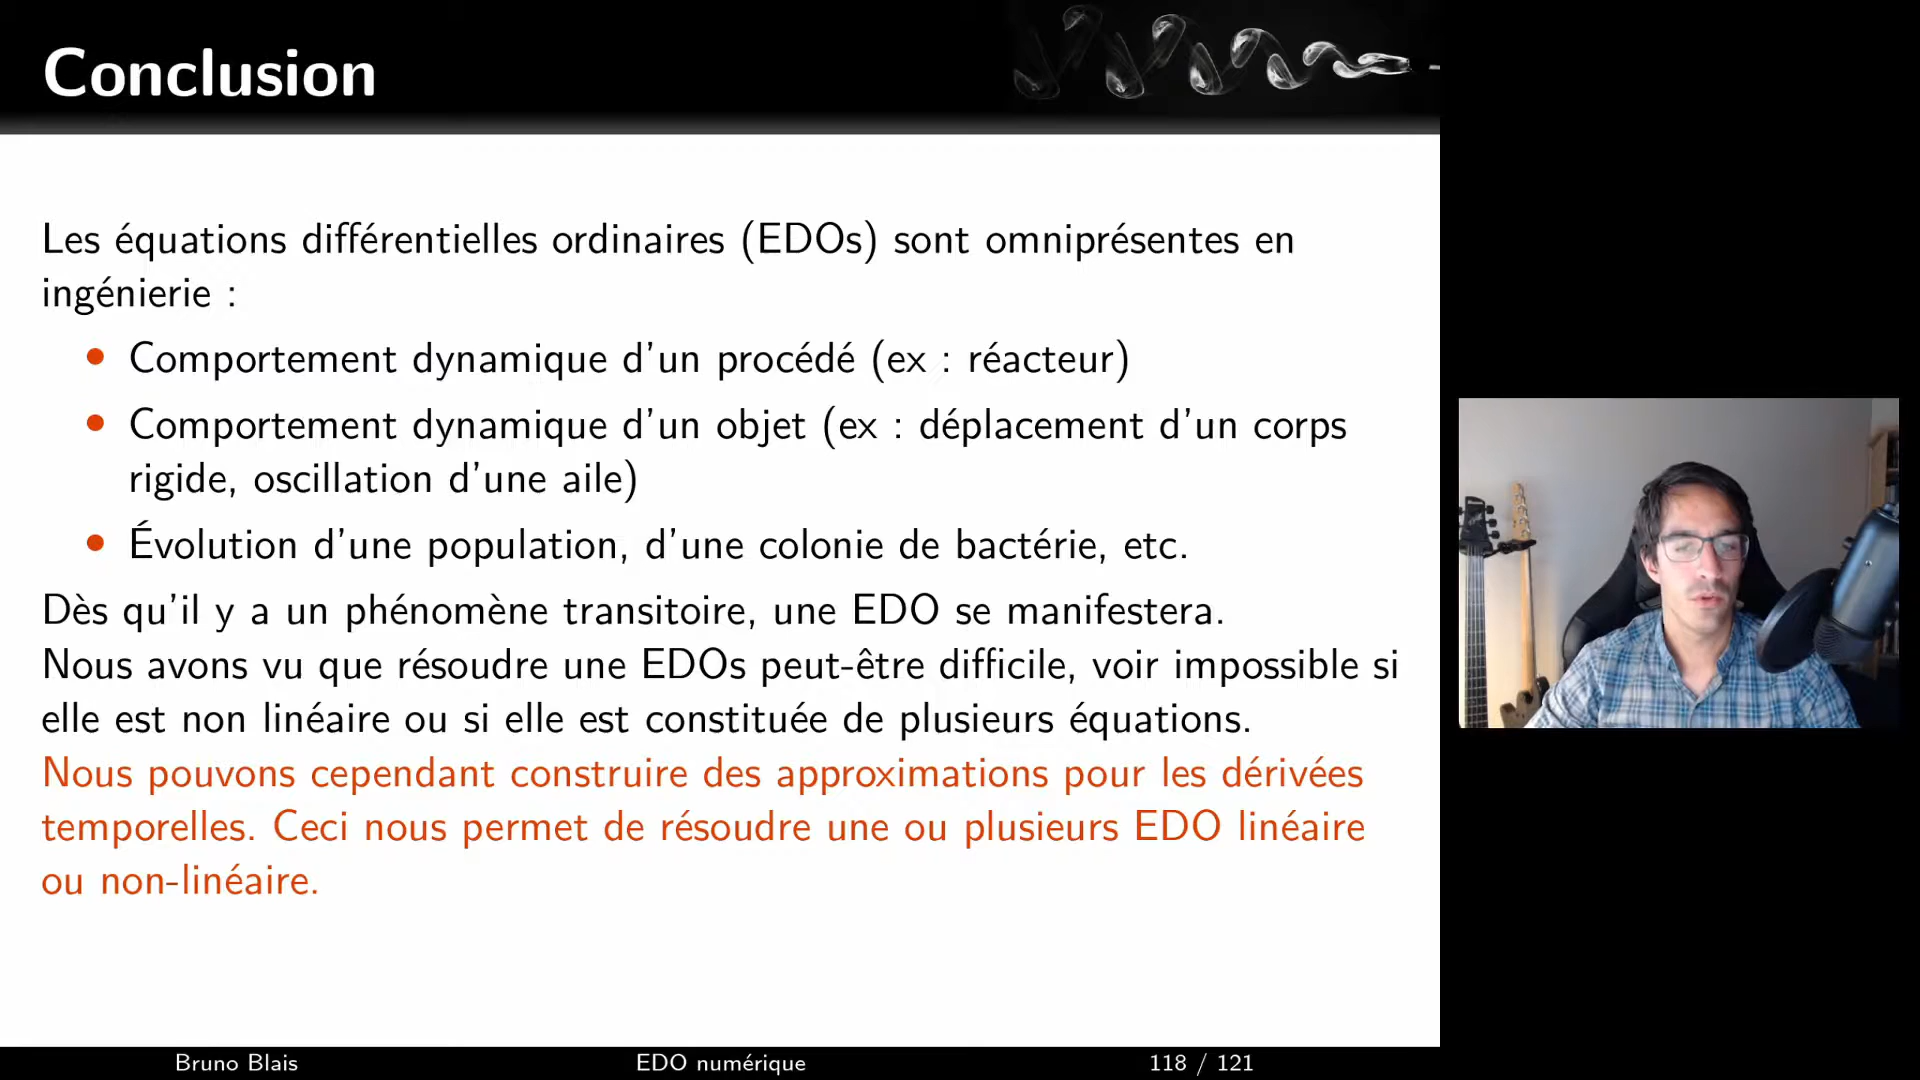 Conclusion
Les équations différentielles ordinaires (EDOs) sont omniprésentes en
ingénierie :
• Comportement dynamique d'un procédé (ex : réacteur)
• Comportement dynamique d'un objet (ex : déplacement d'un corps
rigide, oscillation d'une aile)
• Évolution d'une population, d'une colonie de bactérie, etc.
Dès qu'il y a un phénomène transitoire, une EDO se manifestera.
Nous avons vu que résoudre une EDOs peut-être difficile, voir impossible si
elle est non linéaire ou si elle est constituée de plusieurs équations.
Nous pouvons cependant construire des approximations pour les dérivées
temporelles. Ceci nous permet de résoudre une ou plusieurs EDO linéaire
ou non-linéaire.
Bruno Blais
EDO numérique
118 / 121